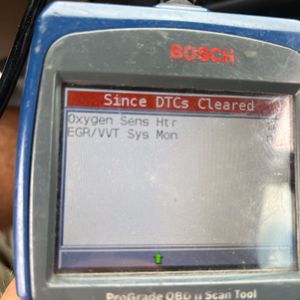 BOSCH
Since DTCs Cleared
Oxygen Sens Htr
EGR/VVT Sys Mon
ProGrade OBD II Scan Tool